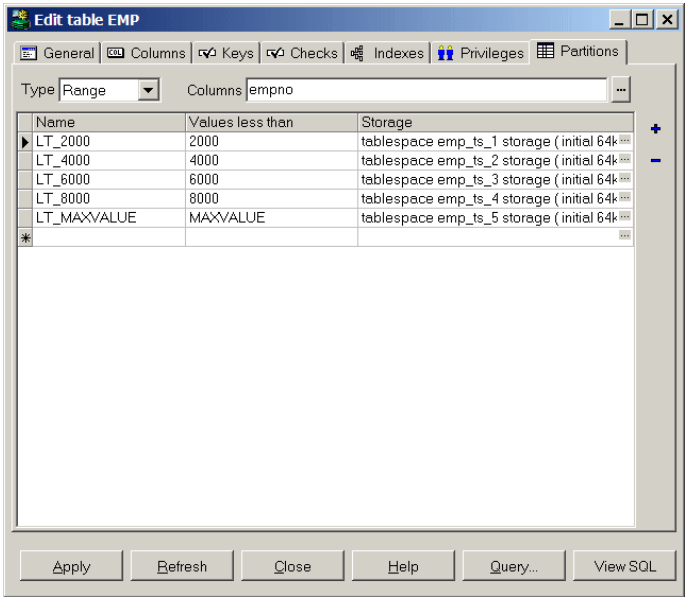 Edit table EMP
General Columns Keys Checks Indexes Privileges Partitions
Type Range Columns empno ...
Name Values less than Storage
LT_2000 2000 tablespace emp_ts_1 storage ( initial 64k ...
LT_4000 4000 tablespace emp_ts_2 storage ( initial 64k ...
LT_6000 6000 tablespace emp_ts_3 storage ( initial 64k ...
LT_8000 8000 tablespace emp_ts_4 storage ( initial 64k ...
LT_MAXVALUE MAXVALUE tablespace emp_ts_5 storage ( initial 64k ...
* ...
Apply Refresh Close Help Query... View SQL